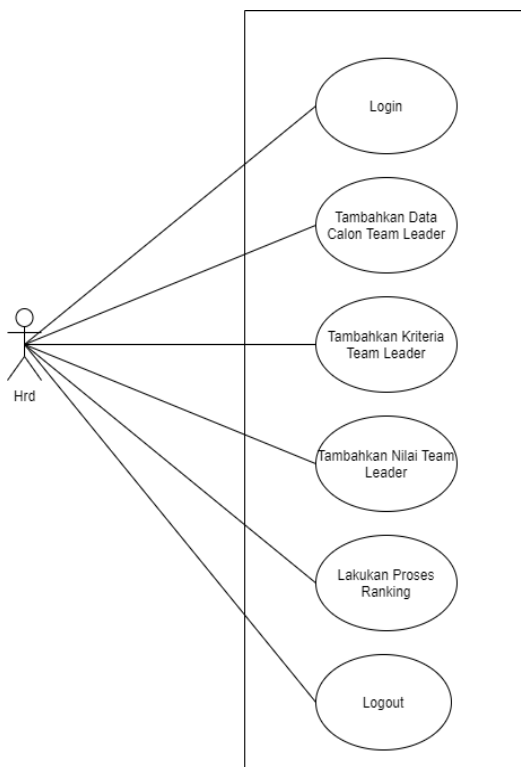 Login
Tambahkan Data
Calon Team Leader
Tambahkan Kriteria
Team Leader
Hrd
Tambahkan Nilai Team
Leader
Lakukan Proses
Ranking
Logout